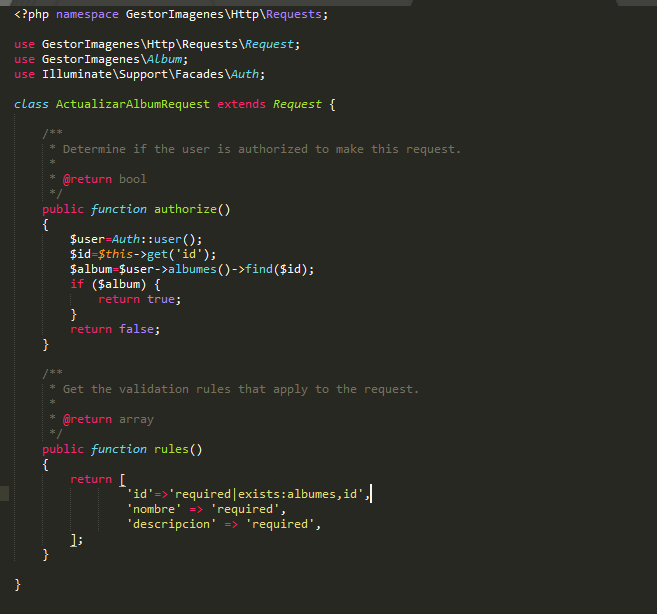 <?php namespace GestorImagenes\Http\Requests;
use GestorImagenes\Http\Requests\Request;
use GestorImagenes\Album;
use Illuminate\Support\Facades\Auth;
class ActualizarAlbumRequest extends Request {
/**
* Determine if the user is authorized to make this request.
*
* @return bool
*/
public function authorize()
{
$user=Auth::user();
$id=$this->get('id');
$album=$user->albumes()->find($id);
if ($album) {
return true;
}
return false;
}
/**
* Get the validation rules that apply to the request.
*
* @return array
*/
public function rules()
{
return [
'id'=>'required|exists:albumes,id',
'nombre' => 'required',
'descripcion' => 'required',
];
}
}